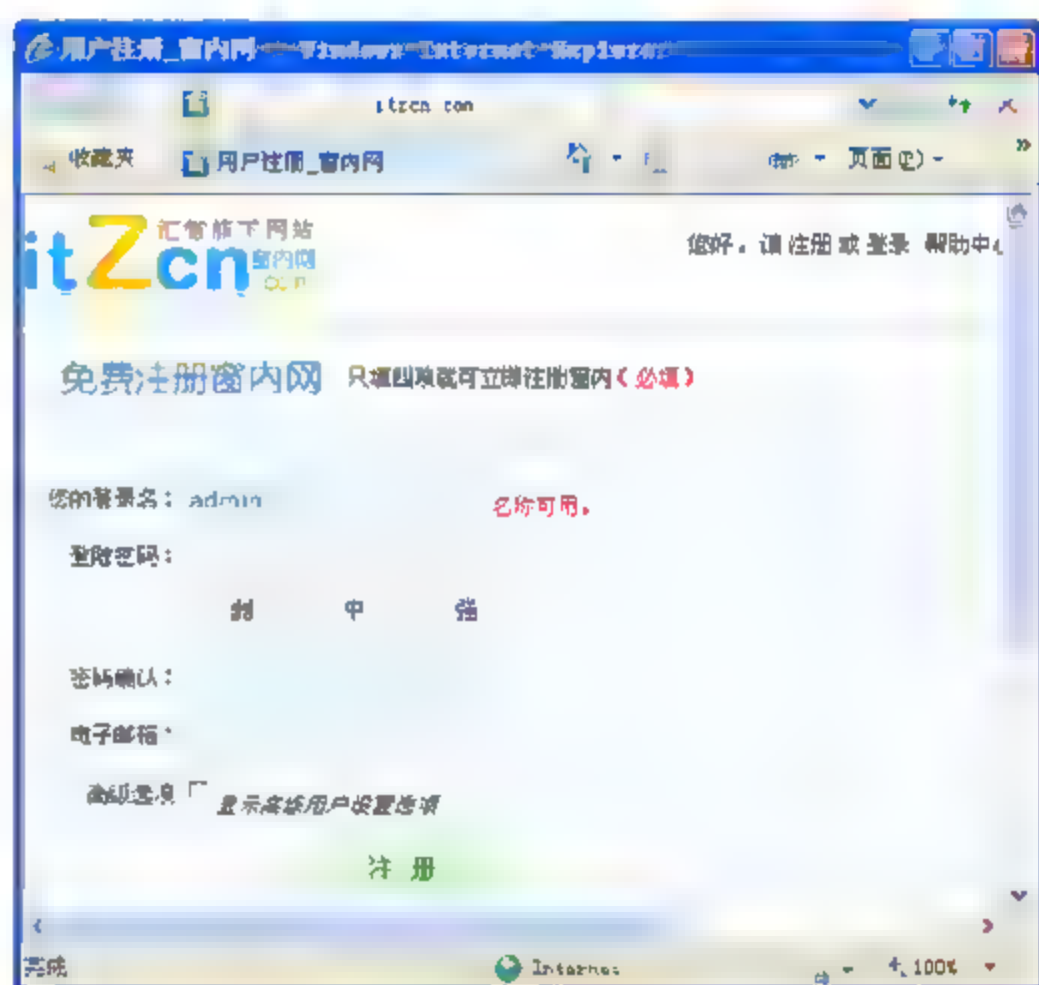 用户注册_窗内网 - Windows Internet Explorer
itzcn.com
收藏夹 用户注册_窗内网 页面(P)
itZcn 汇智旗下网站
窗内网
.COM
您好,请 注册 或 登录 帮助中心
免费注册窗内网 只填四项就可立即注册窗内(必填)
您的登录名: admin 名称可用。
登陆密码:
弱 中 强
密码确认:
电子邮箱:
高级选项 显示高级用户设置选项
注 册
完成 Internet 100%